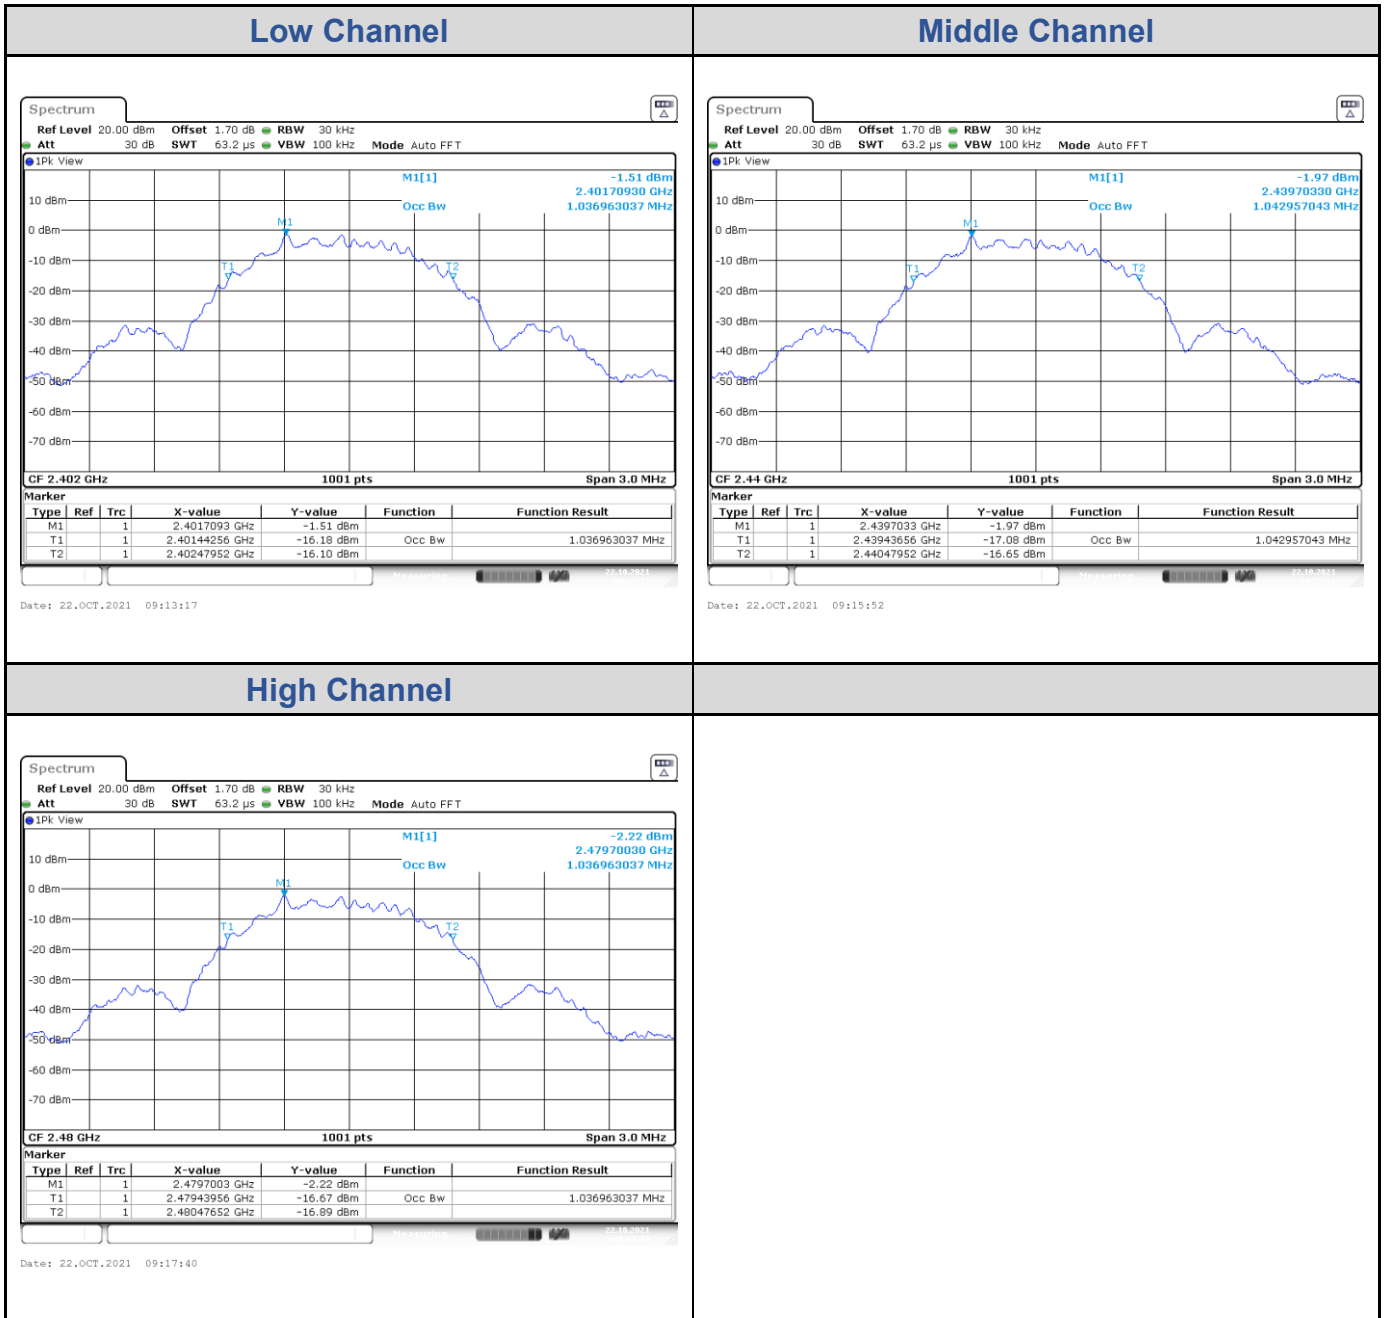 Low Channel
Middle Channel
Spectrum
Ref Level 20.00 dBm Offset 1.70 dB RBW 30 kHz
Att 30 dB SWT 63.2 µs VBW 100 kHz Mode Auto FFT
1Pk View
M1[1] -1.51 dBm
2.40170930 GHz
Occ Bw 1.036963037 MHz
10 dBm
0 dBm
-10 dBm
-20 dBm
-30 dBm
-40 dBm
-50 dBm
-60 dBm
-70 dBm
M1
T1
T2
CF 2.402 GHz 1001 pts Span 3.0 MHz
Marker
Type Ref Trc X-value Y-value Function Function Result
M1 1 2.4017093 GHz -1.51 dBm
T1 1 2.40144256 GHz -16.18 dBm Occ Bw 1.036963037 MHz
T2 1 2.40247952 GHz -16.10 dBm
Measuring 22.10.2021
Date: 22.OCT.2021 09:13:17
Spectrum
Ref Level 20.00 dBm Offset 1.70 dB RBW 30 kHz
Att 30 dB SWT 63.2 µs VBW 100 kHz Mode Auto FFT
1Pk View
M1[1] -1.97 dBm
2.43970330 GHz
Occ Bw 1.042957043 MHz
10 dBm
0 dBm
-10 dBm
-20 dBm
-30 dBm
-40 dBm
-50 dBm
-60 dBm
-70 dBm
M1
T1
T2
CF 2.44 GHz 1001 pts Span 3.0 MHz
Marker
Type Ref Trc X-value Y-value Function Function Result
M1 1 2.4397033 GHz -1.97 dBm
T1 1 2.43943656 GHz -17.08 dBm Occ Bw 1.042957043 MHz
T2 1 2.44047952 GHz -16.65 dBm
Measuring 22.10.2021
Date: 22.OCT.2021 09:15:52
High Channel
Spectrum
Ref Level 20.00 dBm Offset 1.70 dB RBW 30 kHz
Att 30 dB SWT 63.2 µs VBW 100 kHz Mode Auto FFT
1Pk View
M1[1] -2.22 dBm
2.47970030 GHz
Occ Bw 1.036963037 MHz
10 dBm
0 dBm
-10 dBm
-20 dBm
-30 dBm
-40 dBm
-50 dBm
-60 dBm
-70 dBm
M1
T1
T2
CF 2.48 GHz 1001 pts Span 3.0 MHz
Marker
Type Ref Trc X-value Y-value Function Function Result
M1 1 2.4797003 GHz -2.22 dBm
T1 1 2.47943956 GHz -16.67 dBm Occ Bw 1.036963037 MHz
T2 1 2.48047652 GHz -16.89 dBm
Measuring 22.10.2021
Date: 22.OCT.2021 09:17:40